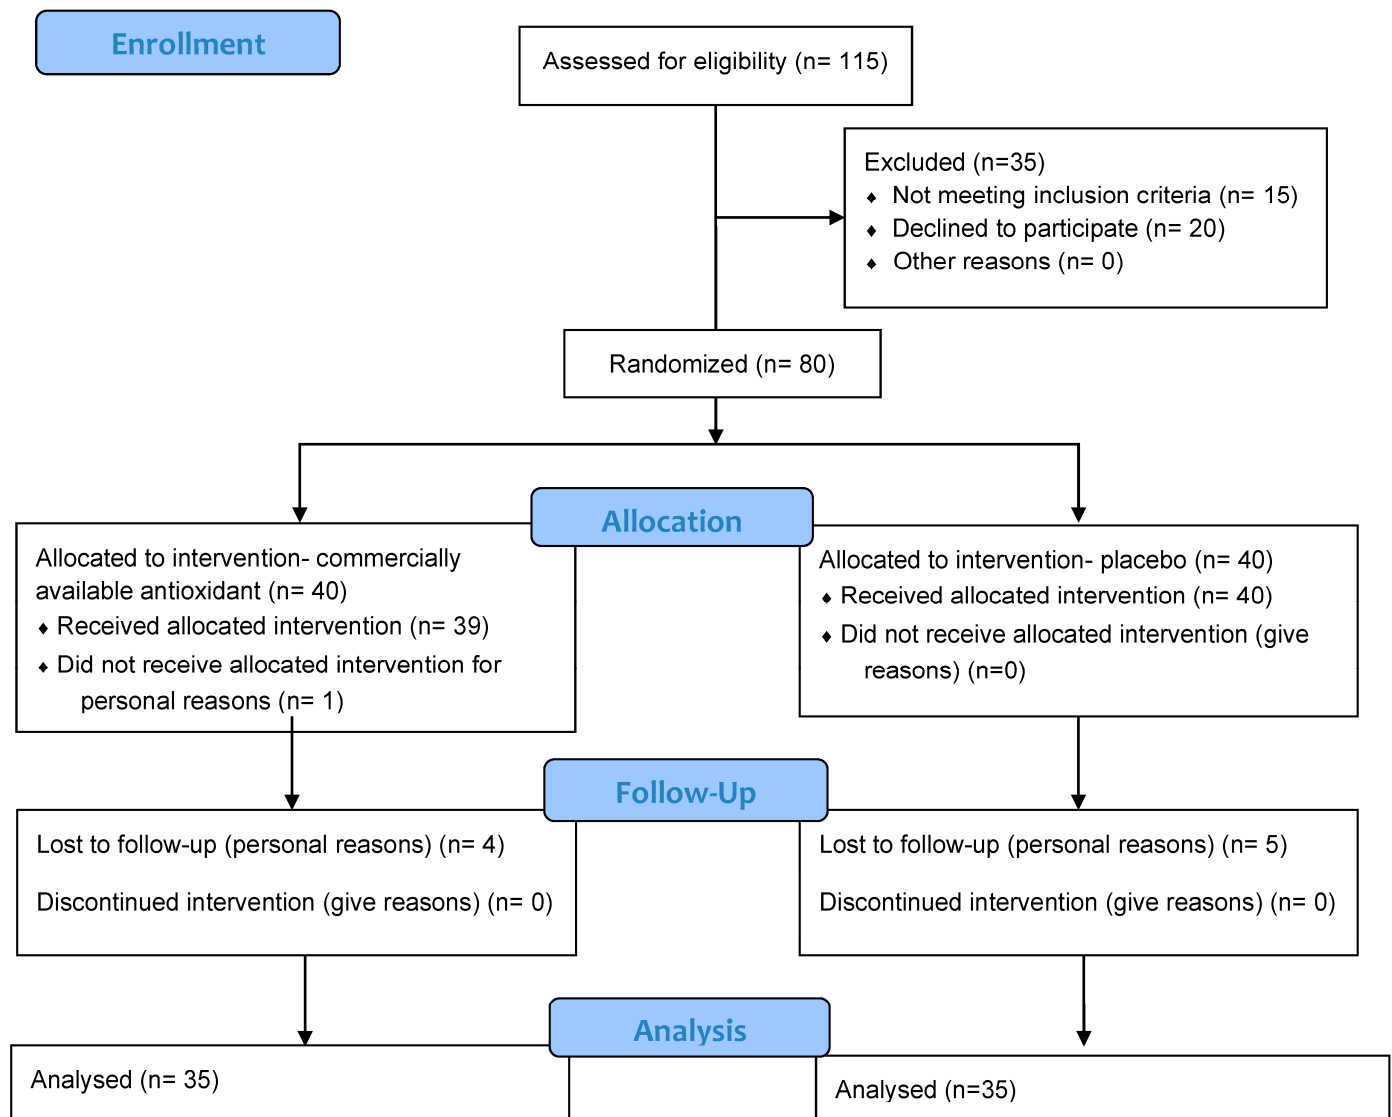 Enrollment
Assessed for eligibility (n= 115)
Excluded (n=35)
♦ Not meeting inclusion criteria (n= 15)
♦ Declined to participate (n= 20)
♦ Other reasons (n= 0)
Randomized (n= 80)
Allocation
Allocated to intervention- commercially
available antioxidant (n= 40)
♦ Received allocated intervention (n= 39)
♦ Did not receive allocated intervention for
personal reasons (n= 1)
Allocated to intervention- placebo (n= 40)
♦ Received allocated intervention (n= 40)
♦ Did not receive allocated intervention (give
reasons) (n=0)
Follow-Up
Lost to follow-up (personal reasons) (n= 4)
Discontinued intervention (give reasons) (n= 0)
Lost to follow-up (personal reasons) (n= 5)
Discontinued intervention (give reasons) (n= 0)
Analysis
Analysed (n= 35)
Analysed (n=35)